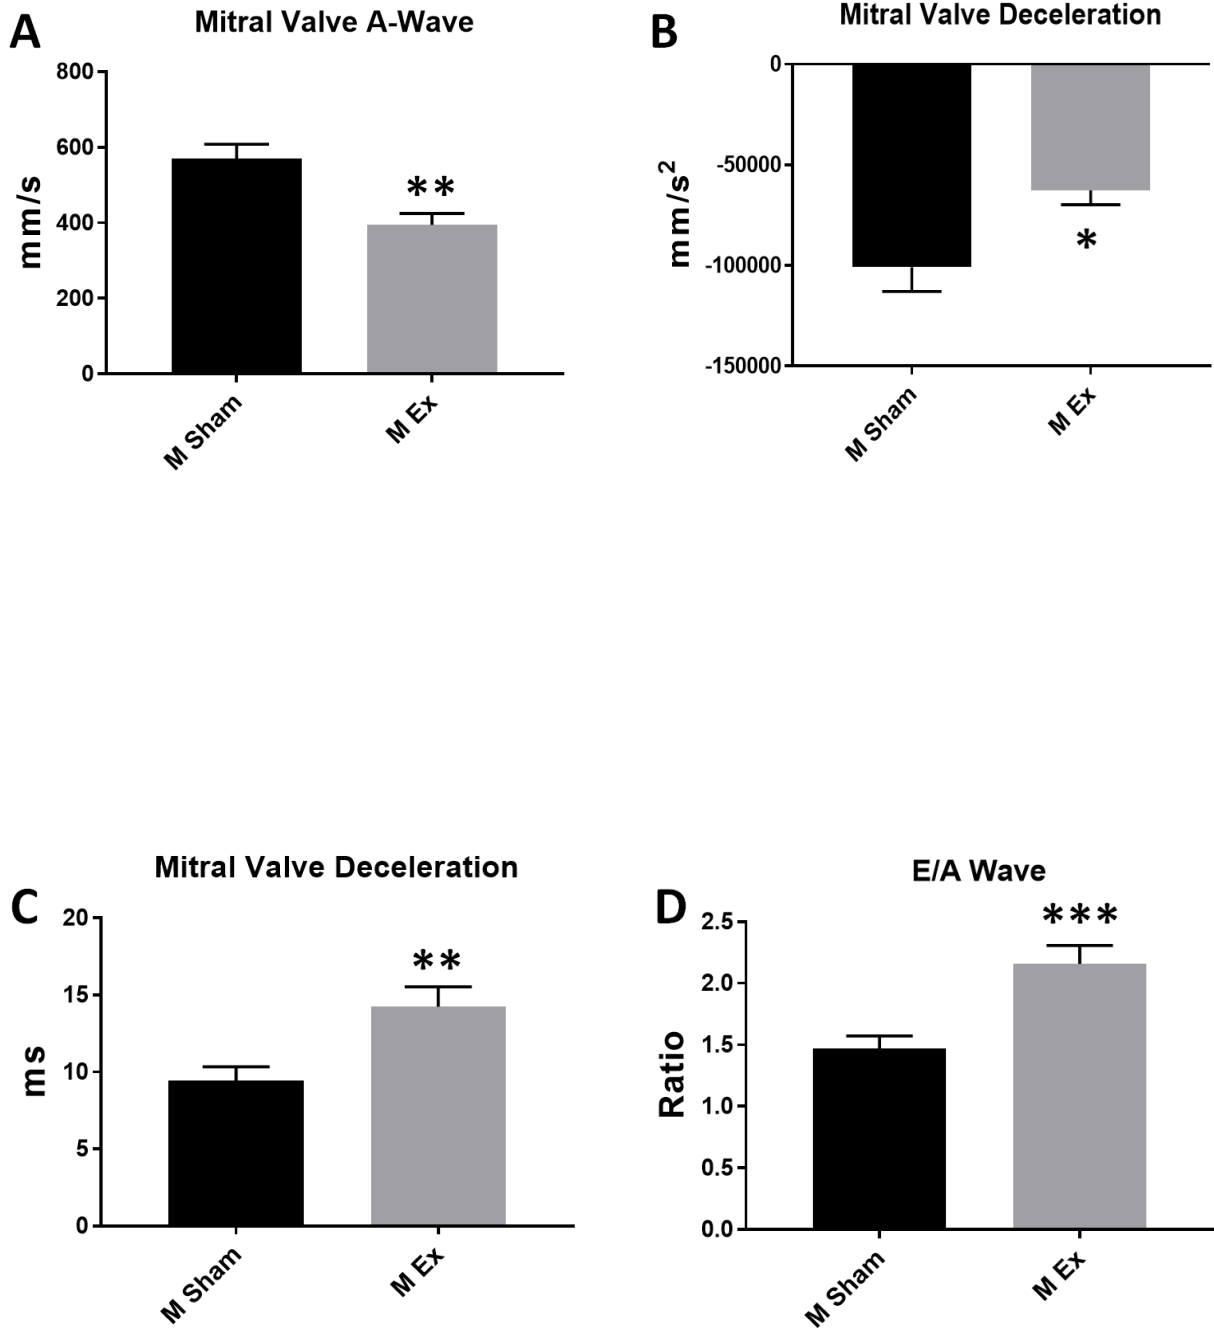 A
Mitral Valve A-Wave
800
600
400
200
0
mm/s
**
M Sham
M Ex
B
Mitral Valve Deceleration
0
-50000
-100000
-150000
mm/s²
*
M Sham
M Ex
C
Mitral Valve Deceleration
20
15
10
5
0
ms
**
M Sham
M Ex
D
E/A Wave
2.5
2.0
1.5
1.0
0.5
0.0
Ratio
***
M Sham
M Ex